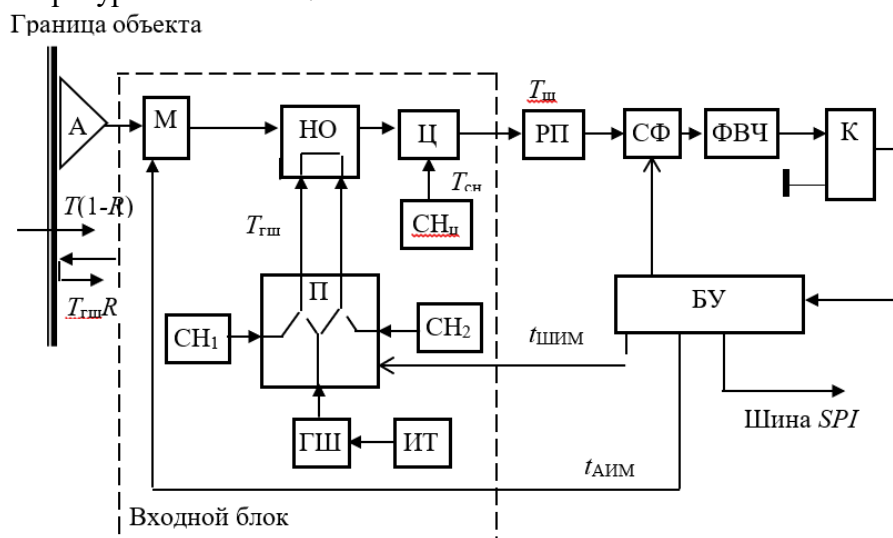 Граница объекта
А
М
НО
Ц
Tш
РП
СФ
ФВЧ
К
T(1-R)
TгшR
Tгш
Tсн
СНц
П
СН1
СН2
БУ
tШИМ
ГШ
ИТ
Шина SPI
tАИМ
Входной блок